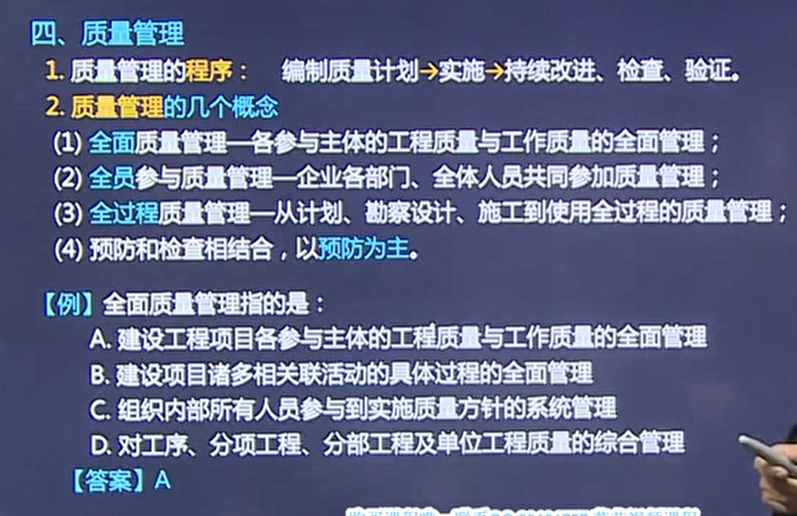 四、质量管理
1. 质量管理的程序： 编制质量计划→实施→持续改进、检查、验证。
2. 质量管理的几个概念
(1) 全面质量管理—各参与主体的工程质量与工作质量的全面管理；
(2) 全员参与质量管理—企业各部门、全体人员共同参加质量管理；
(3) 全过程质量管理—从计划、勘察设计、施工到使用全过程的质量管理；
(4) 预防和检查相结合，以预防为主。
【例】全面质量管理指的是：
A. 建设工程项目各参与主体的工程质量与工作质量的全面管理
B. 建设项目诸多相关联活动的具体过程的全面管理
C. 组织内部所有人员参与到实施质量方针的系统管理
D. 对工序、分项工程、分部工程及单位工程质量的综合管理
【答案】A